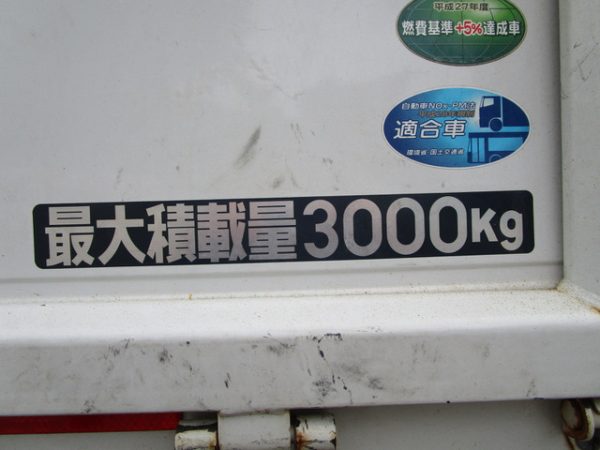 平成27年度
燃費基準+5%達成車
自動車NOx・PM法
適合車
環境省 国土交通省
最大積載量3000Kg